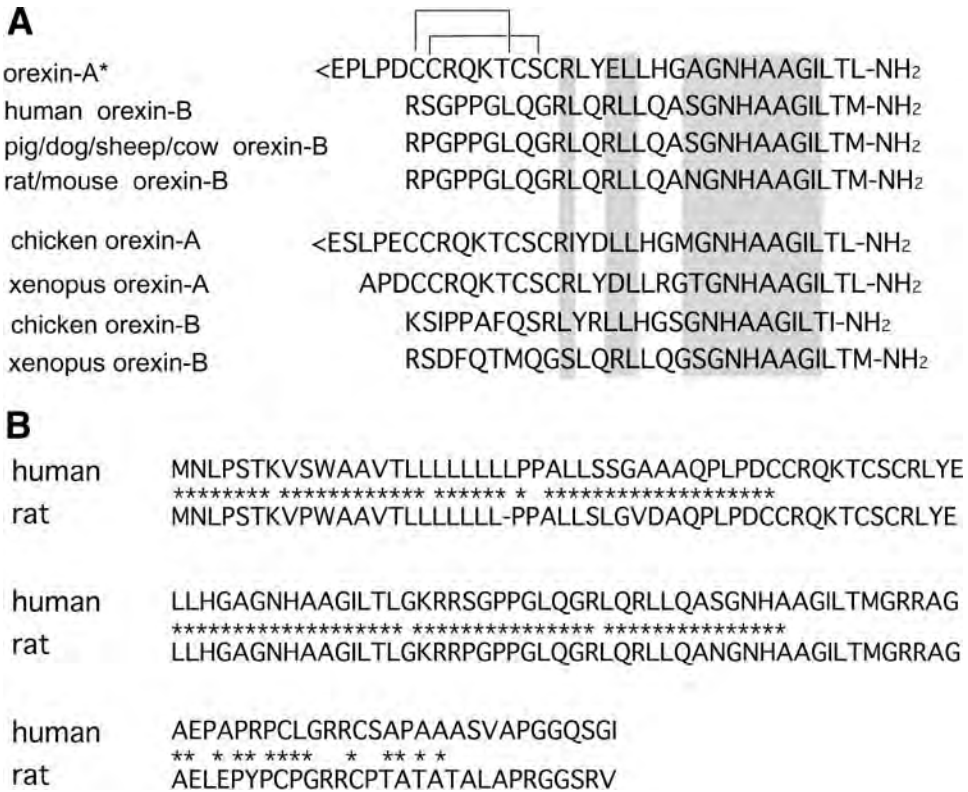 A
orexin-A* <EPLPDCCRQKTCSCRLYELLHGAGNHAAGILTL-NH2
human orexin-B RSGPPGLQGRLQRLLQASGNHAAGILTM-NH2
pig/dog/sheep/cow orexin-B RPGPPGLQGRLQRLLQASGNHAAGILTM-NH2
rat/mouse orexin-B RPGPPGLQGRLQRLLQANGNHAAGILTM-NH2
chicken orexin-A <ESLPECCRQKTCSCRIYDLLHGMGNHAAGILTL-NH2
xenopus orexin-A APDCCRQKTCSCRLYDLLRGTGNHAAGILTL-NH2
chicken orexin-B KSIPPAFQSRLYRLLHGSGNHAAGILTI-NH2
xenopus orexin-B RSDFQTMQGSLQRLLQGSGNHAAGILTM-NH2
B
human MNLPSTKVSWAAVTLLLLLLLLPPALLSSGAAAQPLPDCCRQKTCSCRLYE
******** ************* ****** * ********************
rat MNLPSTKVPWAAVTLLLLLLL-PPALLSLGVDAQPLPDCCRQKTCSCRLYE
human LLHGAGNHAAGILTLGKRRSGPPGLQGRLQRLLQASGNHAAGILTMGRRAG
******************* **************** ****************
rat LLHGAGNHAAGILTLGKRRPGPPGLQGRLQRLLQANGNHAAGILTMGRRAG
human AEPAPRPCLGRRCSAPAAASVAPGGQSGI
** * ** **** * ** * *
rat AELEPYPCPGRRCPTATATALAPRGGSRV